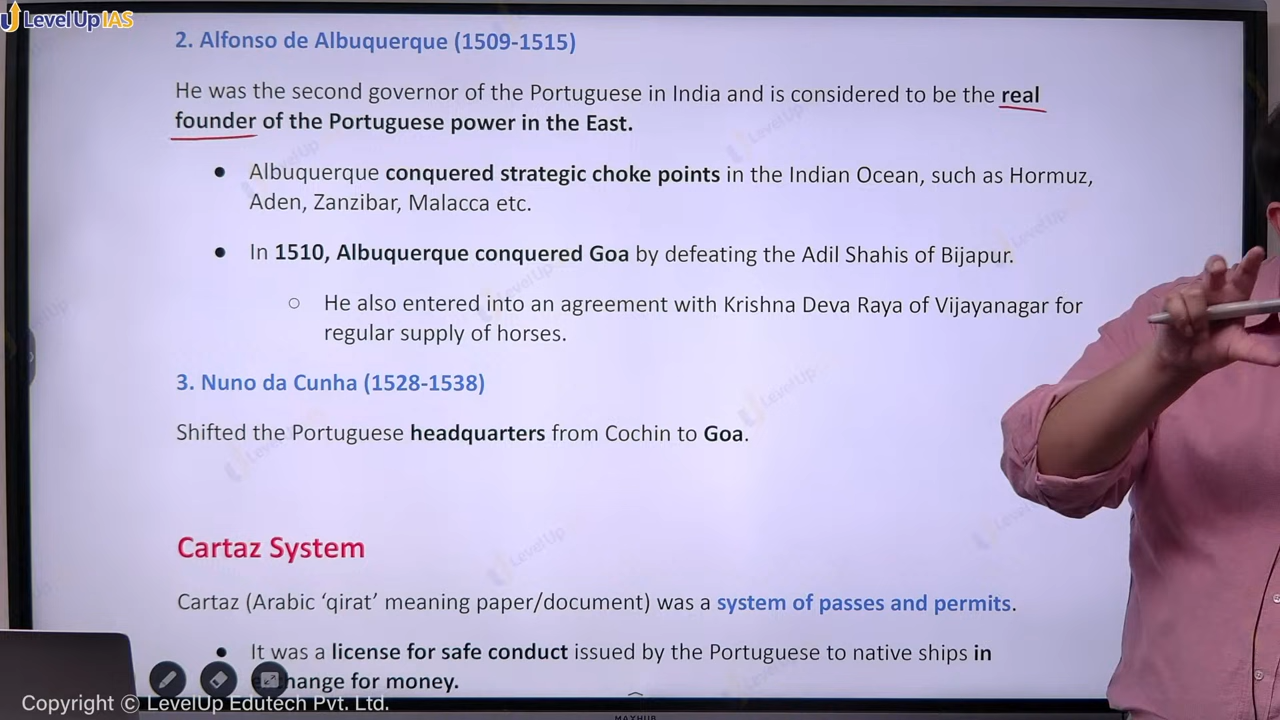 LevelUp IAS
2. Alfonso de Albuquerque (1509-1515)
He was the second governor of the Portuguese in India and is considered to be the real
founder of the Portuguese power in the East.
● Albuquerque conquered strategic choke points in the Indian Ocean, such as Hormuz,
Aden, Zanzibar, Malacca etc.
● In 1510, Albuquerque conquered Goa by defeating the Adil Shahis of Bijapur.
○ He also entered into an agreement with Krishna Deva Raya of Vijayanagar for
regular supply of horses.
3. Nuno da Cunha (1528-1538)
Shifted the Portuguese headquarters from Cochin to Goa.
Cartaz System
Cartaz (Arabic ‘qirat’ meaning paper/document) was a system of passes and permits.
● It was a license for safe conduct issued by the Portuguese to native ships in
hange for money.
Copyright © LevelUp Edutech Pvt. Ltd.
MAXHUB